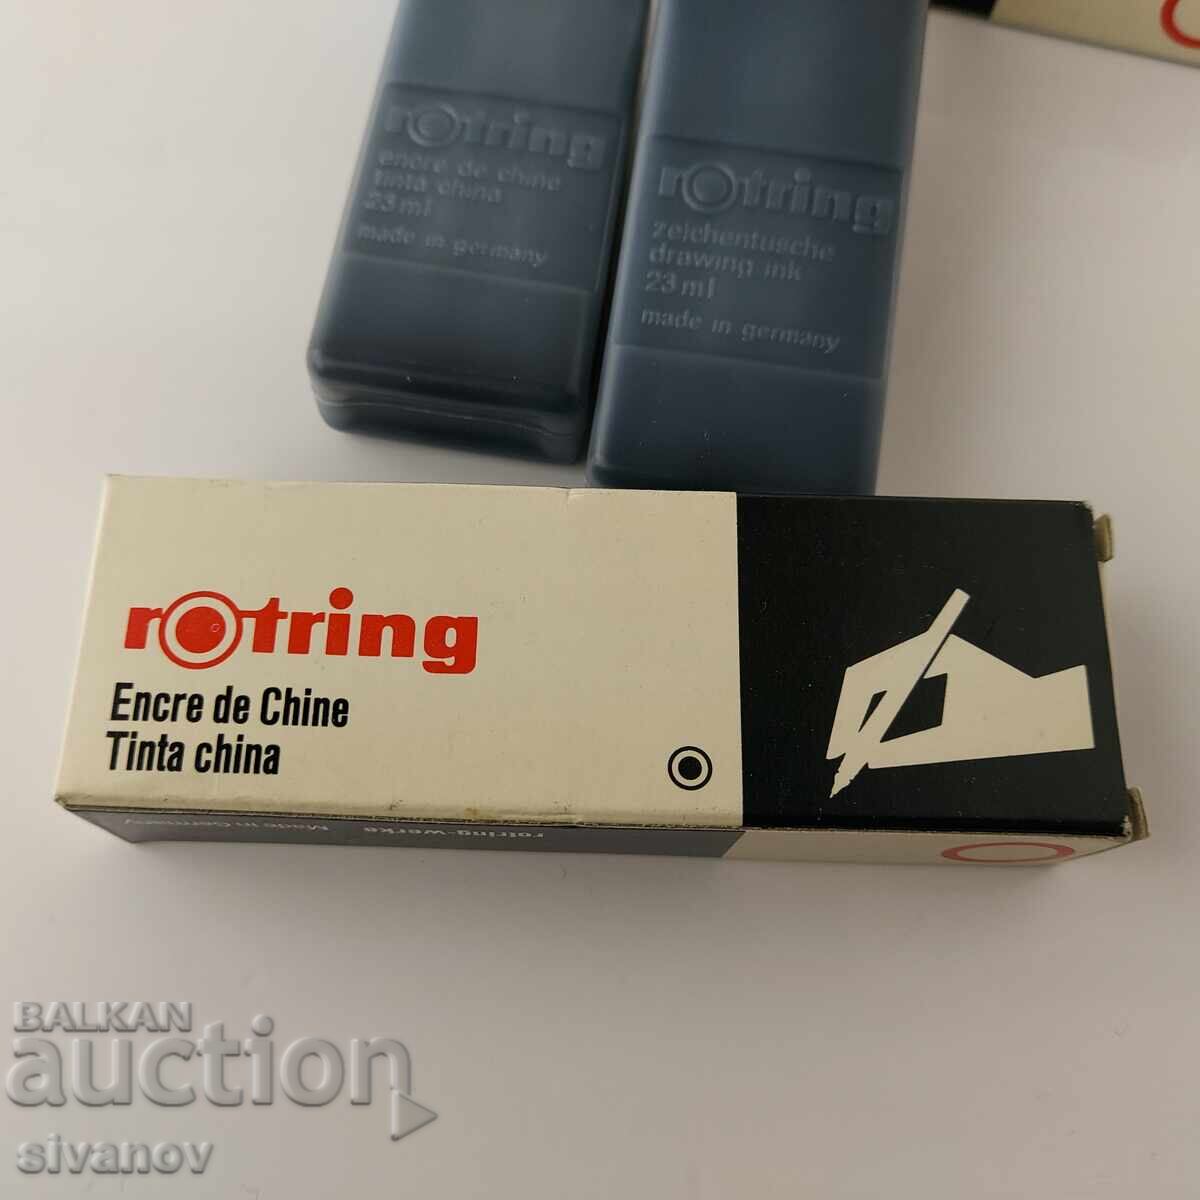 rotring
encre de chine
tinta china
23 ml
made in germany
rotring
zeichentusche
drawing ink
23 ml
made in germany
rotring
Encre de Chine
Tinta china
rotring-werke Made in Germany
BALKAN
auction
sivanov